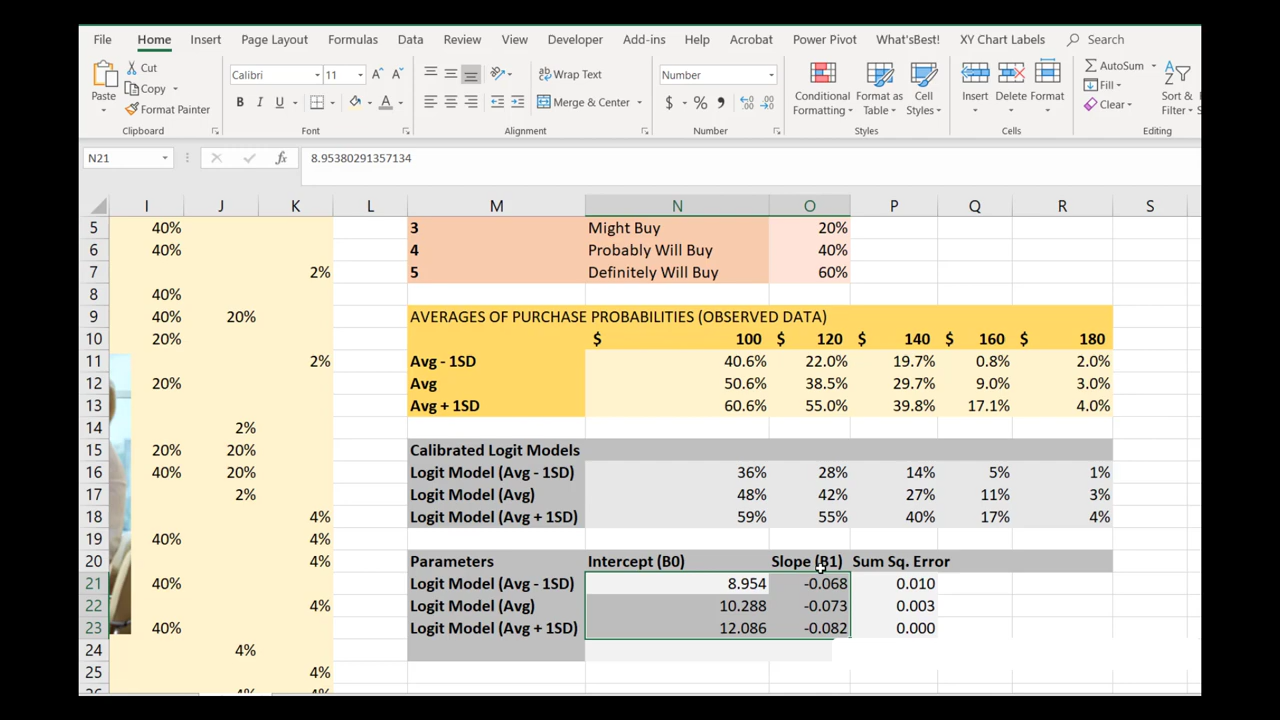 File Home Insert Page Layout Formulas Data Review View Developer Add-ins Help Acrobat Power Pivot What'sBest! XY Chart Labels Search
Paste Cut Copy Format Painter Clipboard
Calibri 11 A A B I U A Font
Wrap Text Merge & Center Alignment
Number $ % , Number
Conditional Formatting Format as Table Cell Styles Styles
Insert Delete Format Cells
AutoSum Fill Clear Sort & Filter Editing
N21 fx 8.95380291357134
I J K L M N O P Q R S
5 40% 3 Might Buy 20%
6 40% 4 Probably Will Buy 40%
7 2% 5 Definitely Will Buy 60%
8 40%
9 40% 20% AVERAGES OF PURCHASE PROBABILITIES (OBSERVED DATA)
10 20% $ 100 $ 120 $ 140 $ 160 $ 180
11 2% Avg - 1SD 40.6% 22.0% 19.7% 0.8% 2.0%
12 20% Avg 50.6% 38.5% 29.7% 9.0% 3.0%
13 Avg + 1SD 60.6% 55.0% 39.8% 17.1% 4.0%
14 2%
15 20% 20% Calibrated Logit Models
16 40% 20% Logit Model (Avg - 1SD) 36% 28% 14% 5% 1%
17 2% Logit Model (Avg) 48% 42% 27% 11% 3%
18 4% Logit Model (Avg + 1SD) 59% 55% 40% 17% 4%
19 40% 4%
20 4% Parameters Intercept (B0) Slope (B1) Sum Sq. Error
21 40% Logit Model (Avg - 1SD) 8.954 -0.068 0.010
22 4% Logit Model (Avg) 10.288 -0.073 0.003
23 40% Logit Model (Avg + 1SD) 12.086 -0.082 0.000
24 4%
25 4%